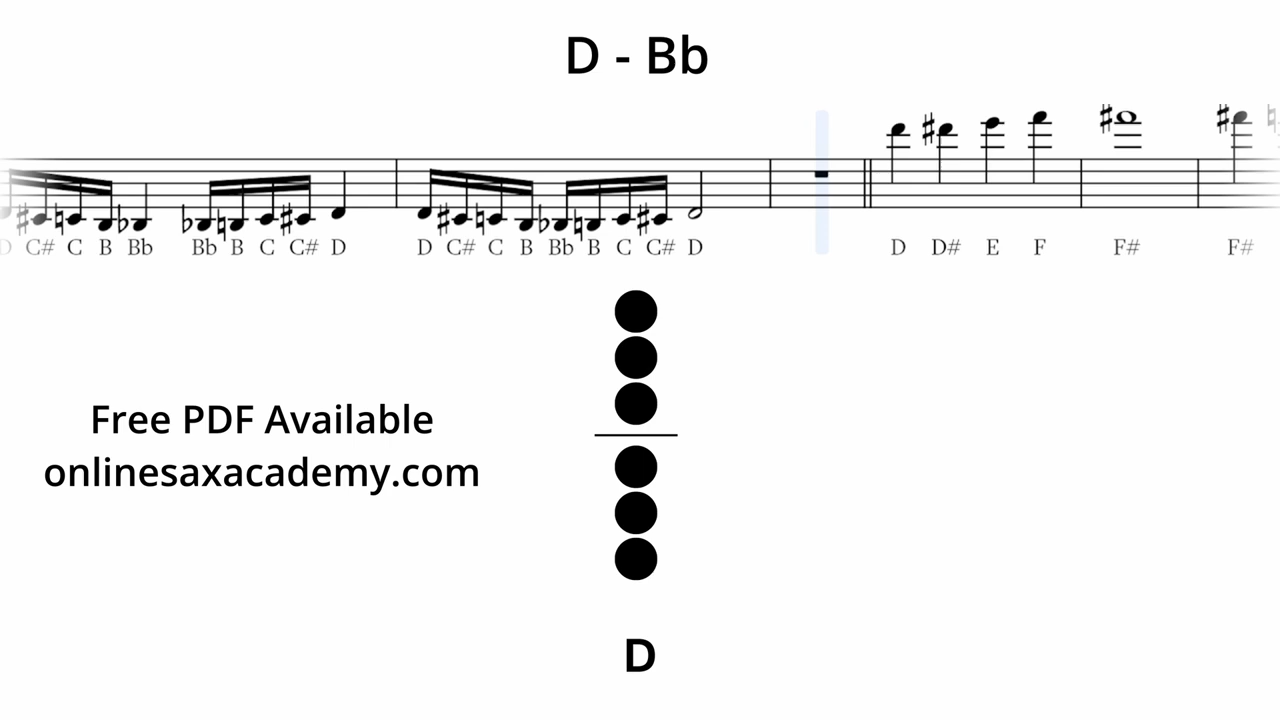 D - Bb
D C# C B Bb Bb B C C# D D C# C B Bb B C C# D D D# E F F# F#
Free PDF Available
onlinesaxacademy.com
D